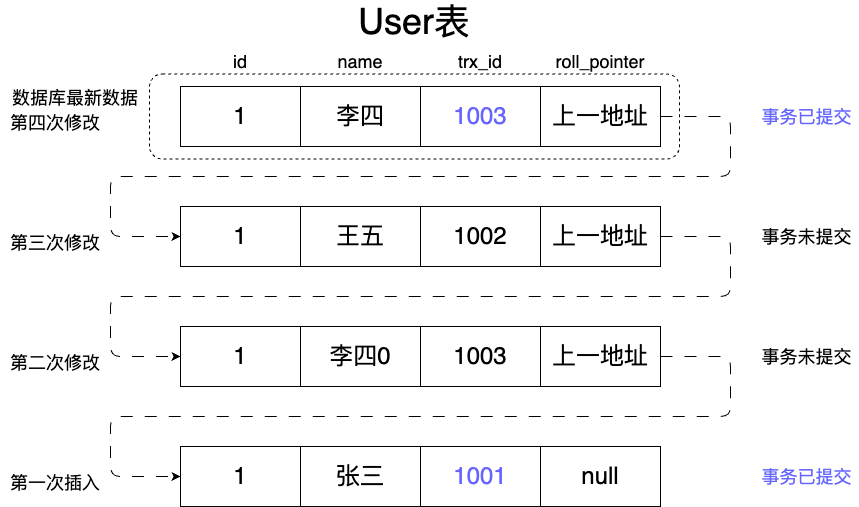 User表
id name trx_id roll_pointer
数据库最新数据
第四次修改 1 李四 1003 上一地址 事务已提交
第三次修改 1 王五 1002 上一地址 事务未提交
第二次修改 1 李四0 1003 上一地址 事务未提交
第一次插入 1 张三 1001 null 事务已提交